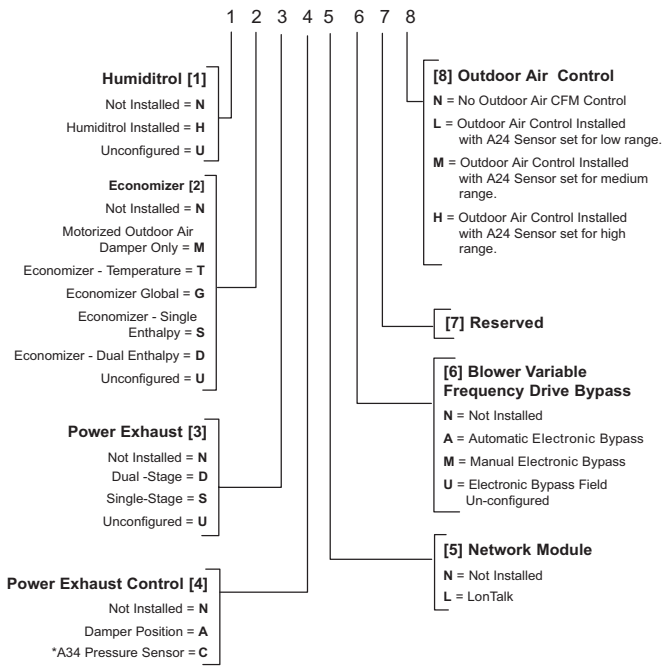 1 2 3 4 5 6 7 8
Humiditrol [1]
Not Installed = N
Humiditrol Installed = H
Unconfigured = U
Economizer [2]
Not Installed = N
Motorized Outdoor Air
Damper Only = M
Economizer - Temperature = T
Economizer Global = G
Economizer - Single
Enthalpy = S
Economizer - Dual Enthalpy = D
Unconfigured = U
Power Exhaust [3]
Not Installed = N
Dual -Stage = D
Single-Stage = S
Unconfigured = U
Power Exhaust Control [4]
Not Installed = N
Damper Position = A
*A34 Pressure Sensor = C
[8] Outdoor Air Control
N = No Outdoor Air CFM Control
L = Outdoor Air Control Installed
with A24 Sensor set for low range.
M = Outdoor Air Control Installed
with A24 Sensor set for medium
range.
H = Outdoor Air Control Installed
with A24 Sensor set for high
range.
[7] Reserved
[6] Blower Variable
Frequency Drive Bypass
N = Not Installed
A = Automatic Electronic Bypass
M = Manual Electronic Bypass
U = Electronic Bypass Field
Un-configured
[5] Network Module
N = Not Installed
L = LonTalk